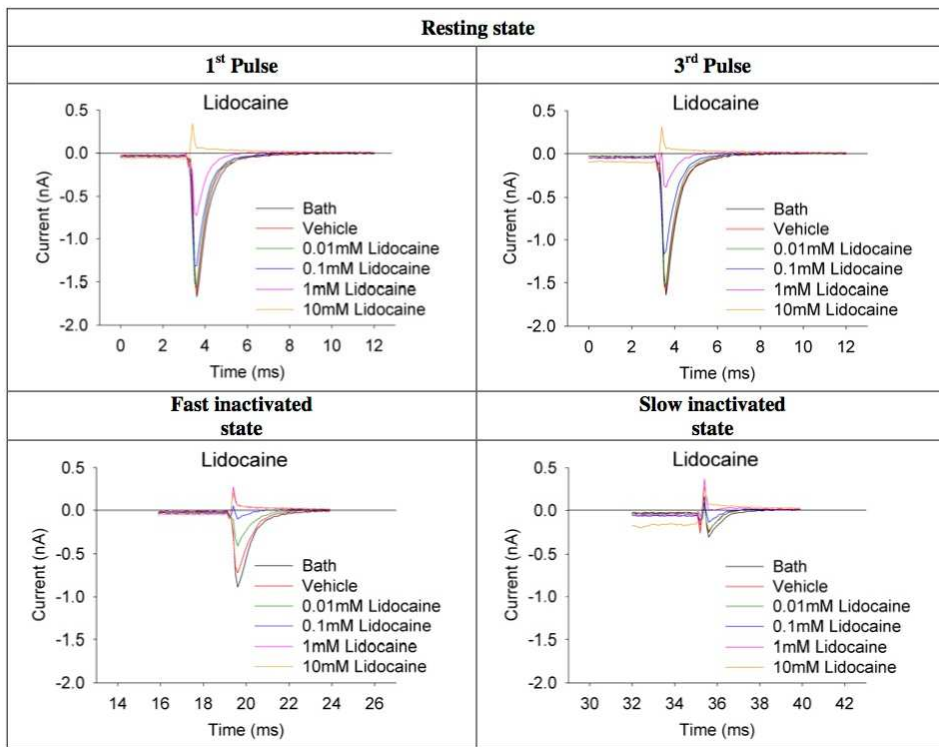 Resting state
1st Pulse
3rd Pulse
Lidocaine
0.5
0.0
-0.5
-1.0
-1.5
-2.0
Current (nA)
Bath
Vehicle
0.01mM Lidocaine
0.1mM Lidocaine
1mM Lidocaine
10mM Lidocaine
0 2 4 6 8 10 12
Time (ms)
Lidocaine
0.5
0.0
-0.5
-1.0
-1.5
-2.0
Current (nA)
Bath
Vehicle
0.01mM Lidocaine
0.1mM Lidocaine
1mM Lidocaine
10mM Lidocaine
0 2 4 6 8 10 12
Time (ms)
Fast inactivated
state
Slow inactivated
state
Lidocaine
0.5
0.0
-0.5
-1.0
-1.5
-2.0
Current (nA)
Bath
Vehicle
0.01mM Lidocaine
0.1mM Lidocaine
1mM Lidocaine
10mM Lidocaine
14 16 18 20 22 24 26
Time (ms)
Lidocaine
0.5
0.0
-0.5
-1.0
-1.5
-2.0
Current (nA)
Bath
Vehicle
0.01mM Lidocaine
0.1mM Lidocaine
1mM Lidocaine
10mM Lidocaine
30 32 34 36 38 40 42
Time (ms)